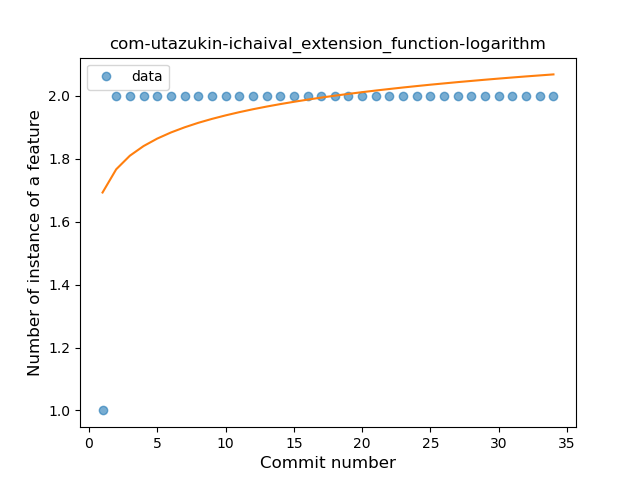 com-utazukin-ichaival_extension_function-logarithm
data
Number of instance of a feature
2.0
1.8
1.6
1.4
1.2
1.0
0 5 10 15 20 25 30 35
Commit number